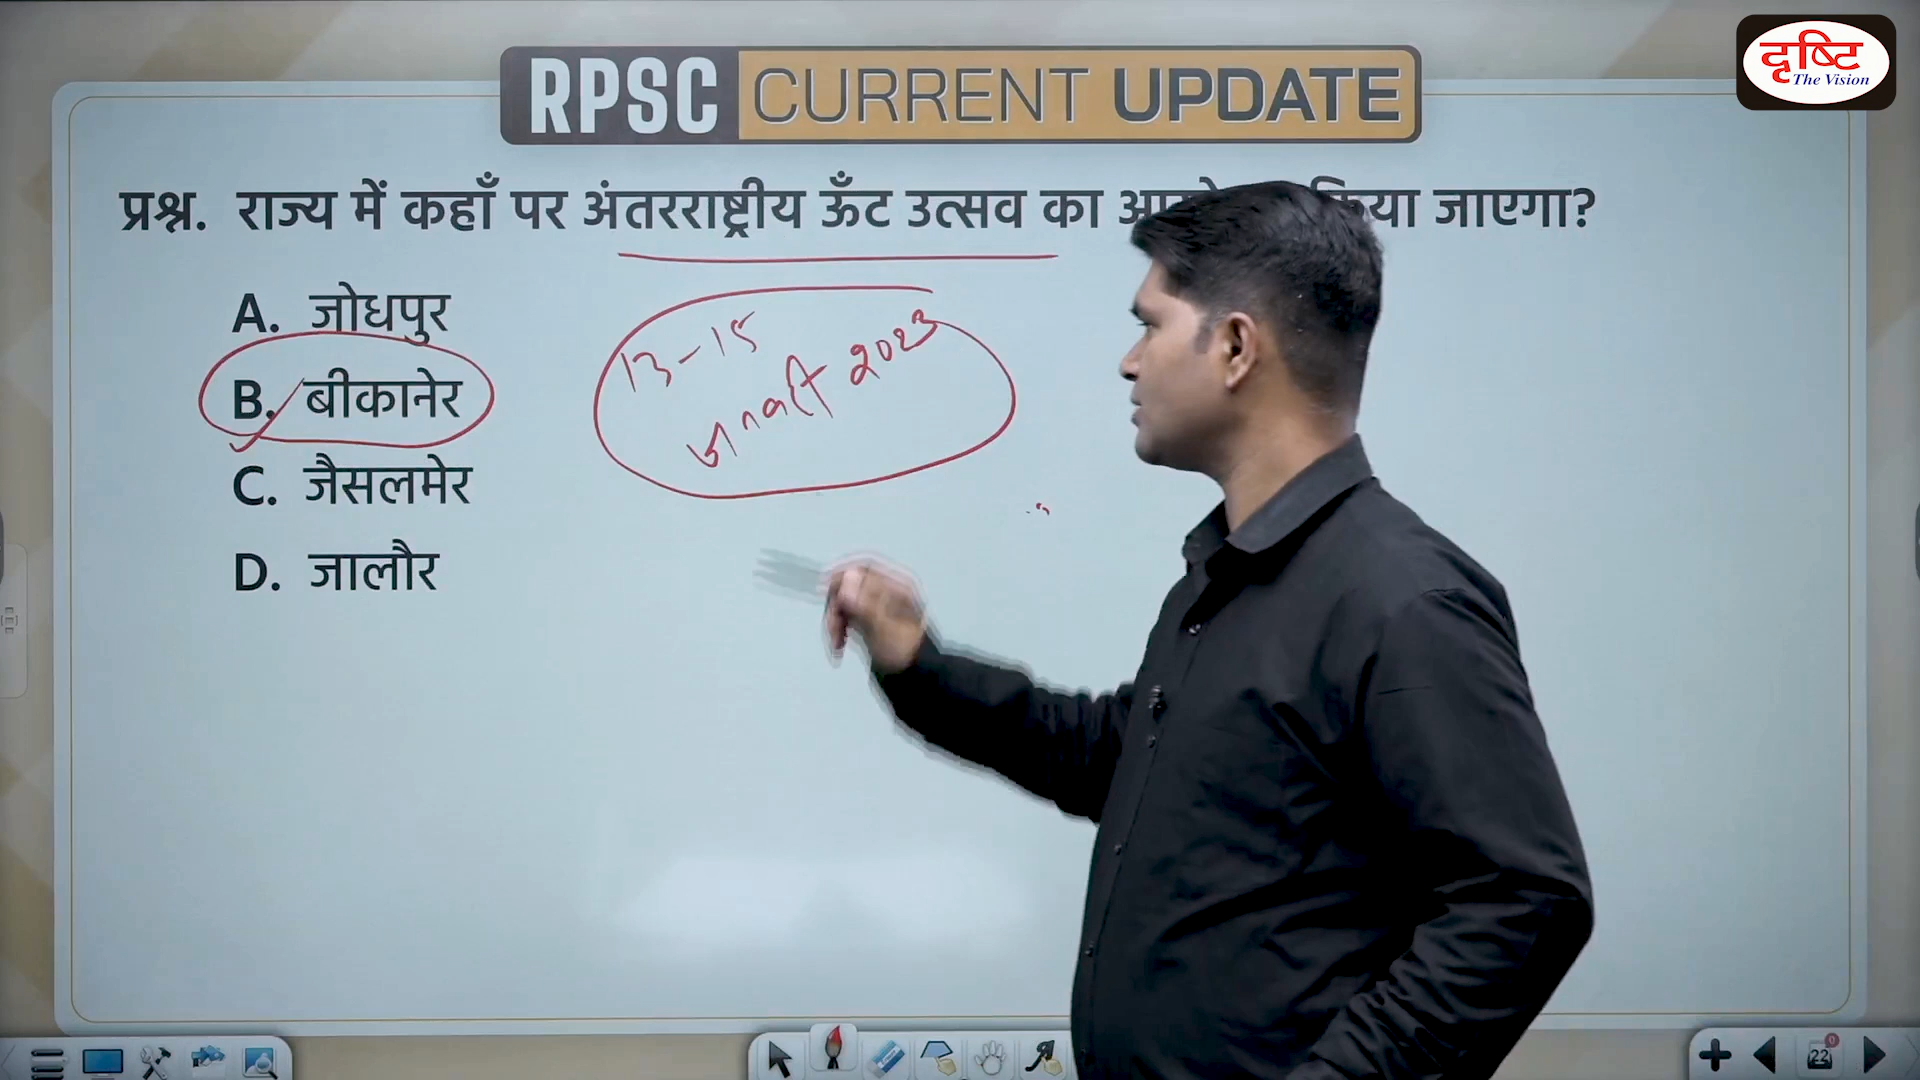 दृष्टि
The Vision
RPSC CURRENT UPDATE
प्रश्न. राज्य में कहाँ पर अंतरराष्ट्रीय ऊँट उत्सव का जाएगा?
A. जोधपुर
B. बीकानेर
C. जैसलमेर
D. जालौर
13-15
जनवरी 2023
22
0